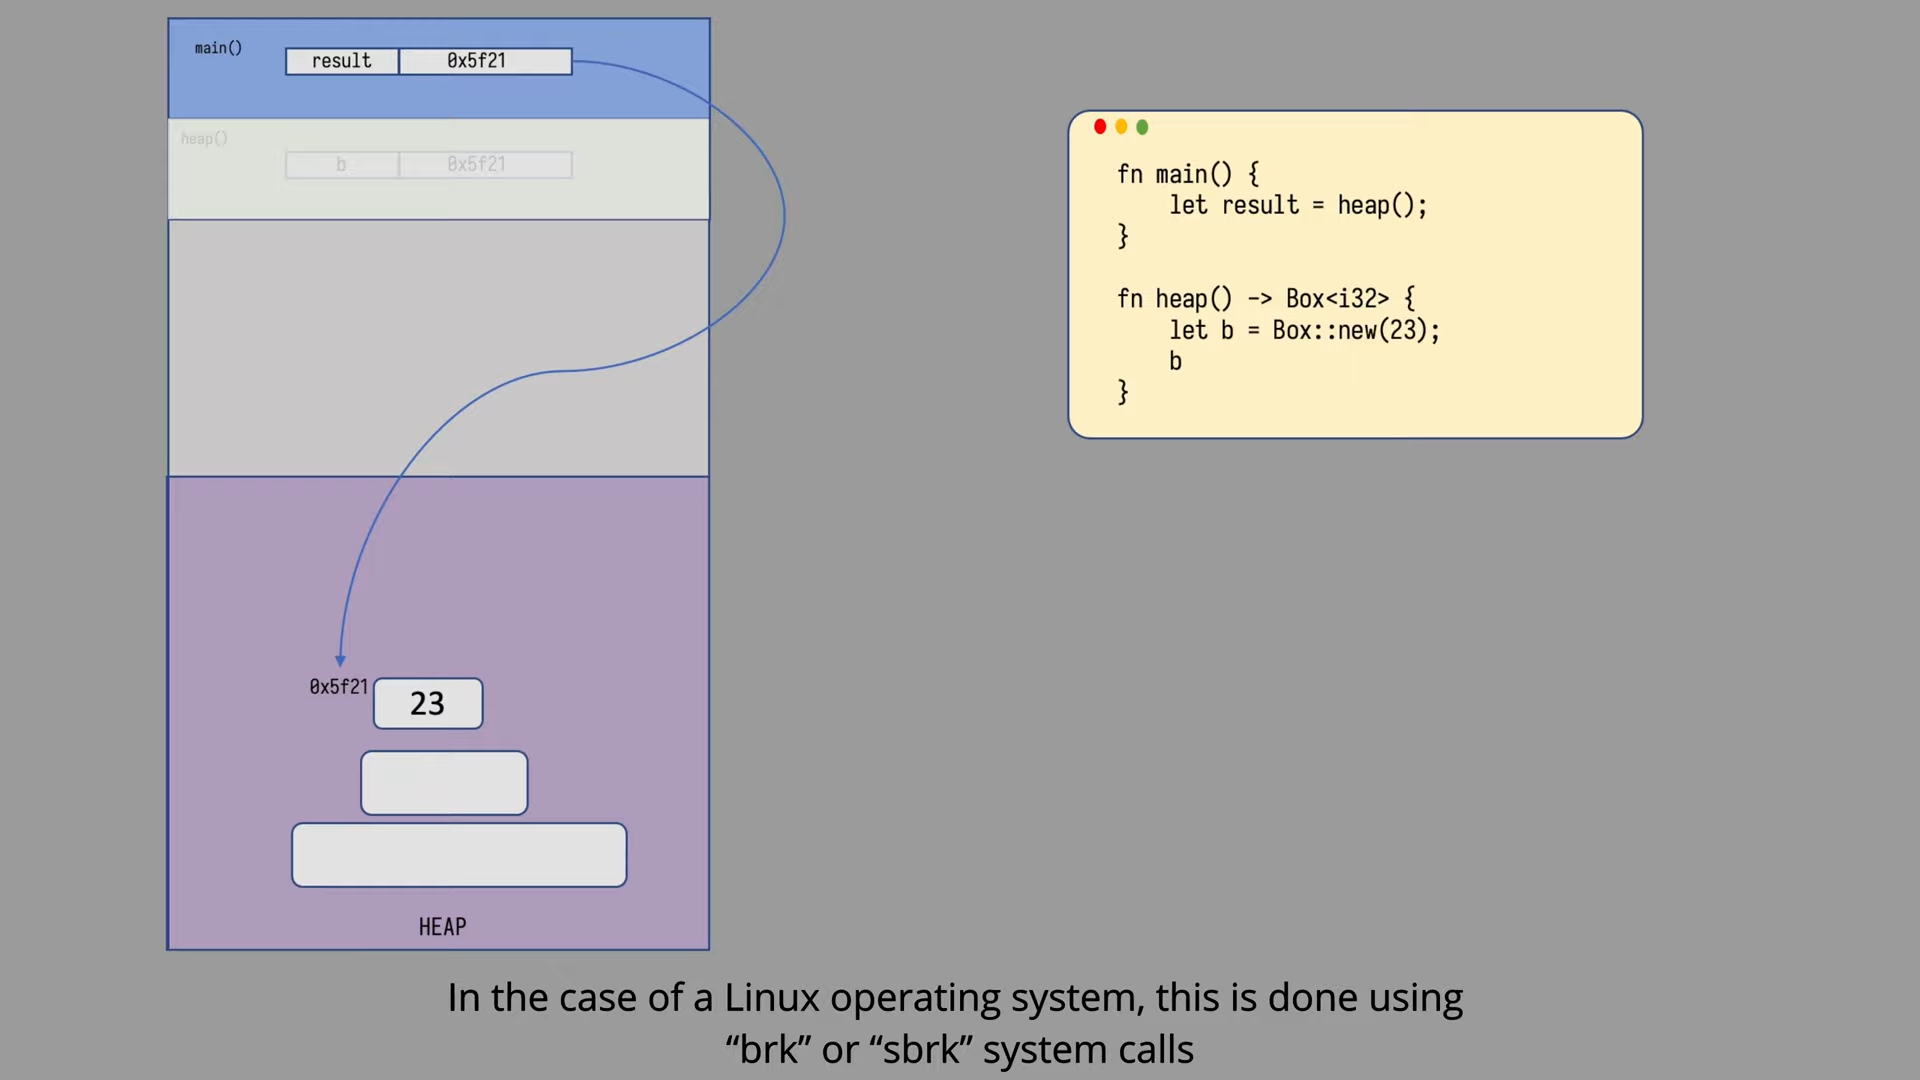 main()
result 0x5f21
heap()
b 0x5f21
fn main() {
    let result = heap();
}
fn heap() -> Box<i32> {
    let b = Box::new(23);
    b
}
0x5f21
23
HEAP
In the case of a Linux operating system, this is done using
“brk” or “sbrk” system calls